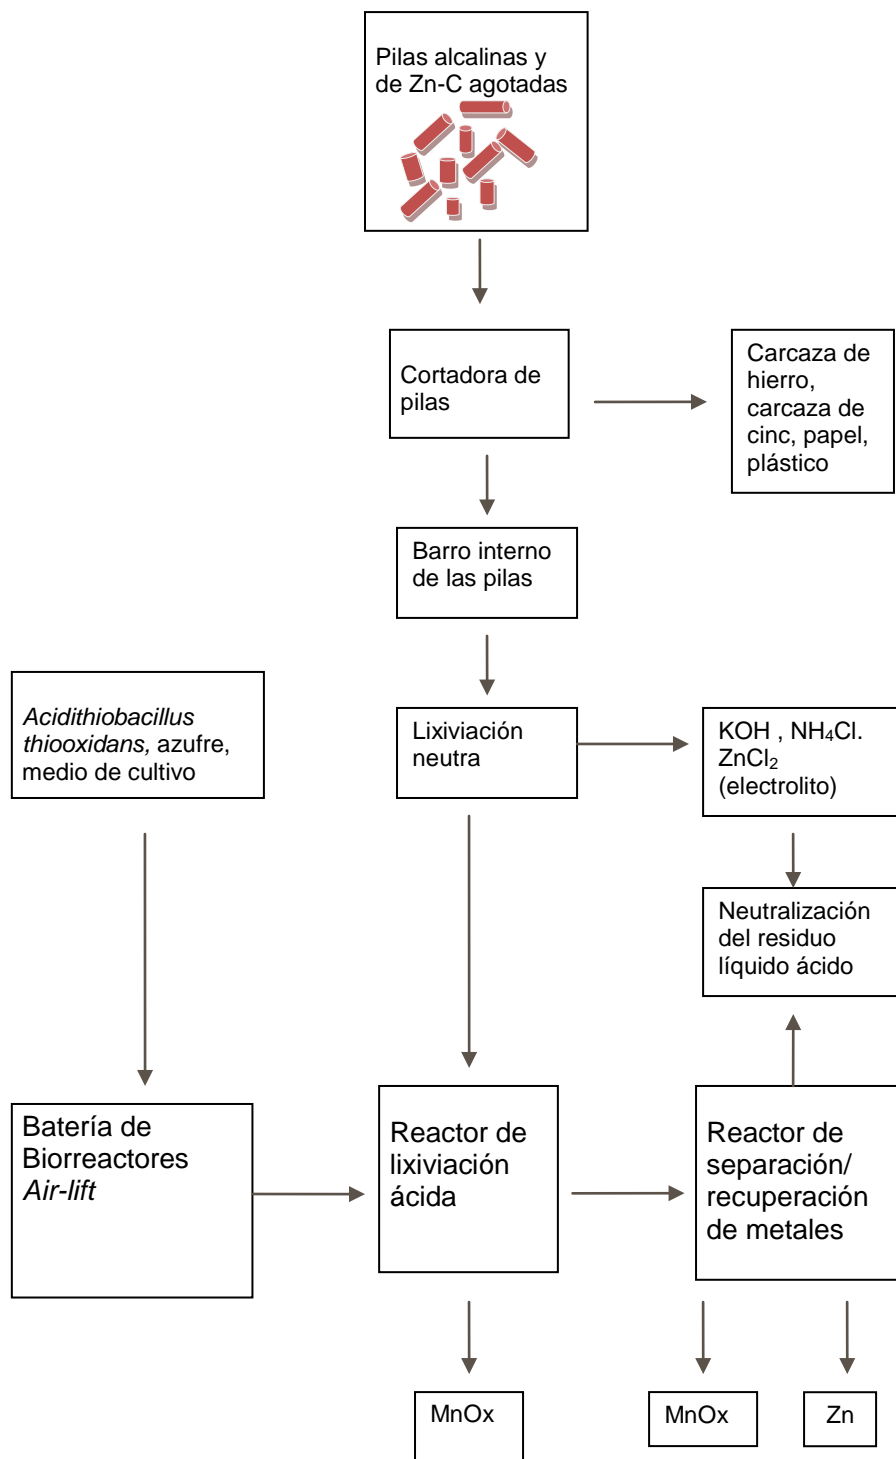 Pilas alcalinas y
de Zn-C agotadas
Cortadora de
pilas
Carcaza de
hierro,
carcaza de
cinc, papel,
plástico
Barro interno
de las pilas
Acidithiobacillus
thiooxidans, azufre,
medio de cultivo
Lixiviación
neutra
KOH , NH₄Cl.
ZnCl₂
(electrolito)
Neutralización
del residuo
líquido ácido
Batería de
Biorreactores
Air-lift
Reactor de
lixiviación
ácida
Reactor de
separación/
recuperación
de metales
MnOx
MnOx
Zn